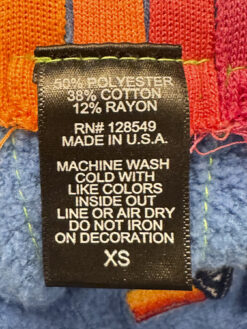 50% POLYESTER
38% COTTON
12% RAYON
RN# 128549
MADE IN U.S.A.
MACHINE WASH
COLD WITH
LIKE COLORS
INSIDE OUT
LINE OR AIR DRY
DO NOT IRON
ON DECORATION
XS